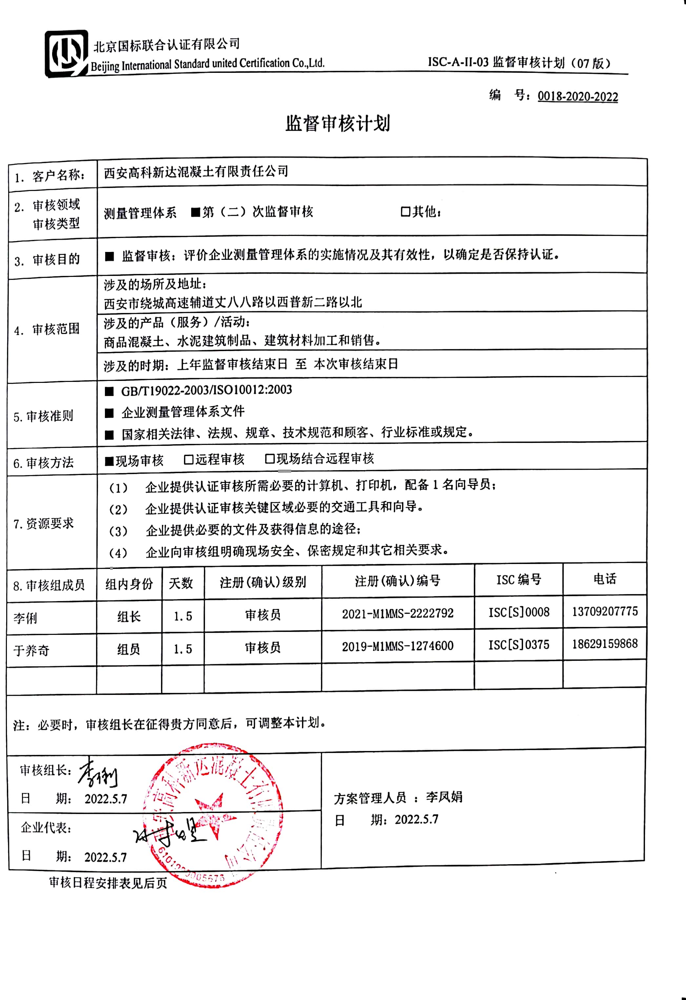 北京国标联合认证有限公司
Beijing International Standard united Certification Co.,Ltd.
ISC-A-II-03 监督审核计划（07 版）
编 号：0018-2020-2022
监督审核计划
1. 客户名称：
西安高科新达混凝土有限责任公司
2. 审核领域
审核类型
测量管理体系 ■第（二）次监督审核 □其他：
3. 审核目的
■ 监督审核：评价企业测量管理体系的实施情况及其有效性，以确定是否保持认证。
4. 审核范围
涉及的场所及地址：
西安市绕城高速辅道丈八八路以西普新二路以北
涉及的产品（服务）/活动：
商品混凝土、水泥建筑制品、建筑材料加工和销售。
涉及的时期：上年监督审核结束日 至 本次审核结束日
5.审核准则
■ GB/T19022-2003/ISO10012:2003
■ 企业测量管理体系文件
■ 国家相关法律、法规、规章、技术规范和顾客、行业标准或规定。
6.审核方法
■现场审核 □远程审核 □现场结合远程审核
7.资源要求
（1） 企业提供认证审核所需必要的计算机、打印机，配备 1 名向导员；
（2） 企业提供认证审核关键区域必要的交通工具和向导。
（3） 企业提供必要的文件及获得信息的途径；
（4） 企业向审核组明确现场安全、保密规定和其它相关要求。
8.审核组成员 组内身份 天数 注册(确认)级别 注册(确认)编号 ISC 编号 电话
李俐 组长 1.5 审核员 2021-M1MMS-2222792 ISC[S]0008 13709207775
于养奇 组员 1.5 审核员 2019-M1MMS-1274600 ISC[S]0375 18629159868
注：必要时，审核组长在征得贵方同意后，可调整本计划。
审核组长：李俐
日 期： 2022.5.7
企业代表：
日 期： 2022.5.7
方案管理人员 ：李凤娟
日 期：2022.5.7
高科新达混凝土有
审核日程安排表见后页